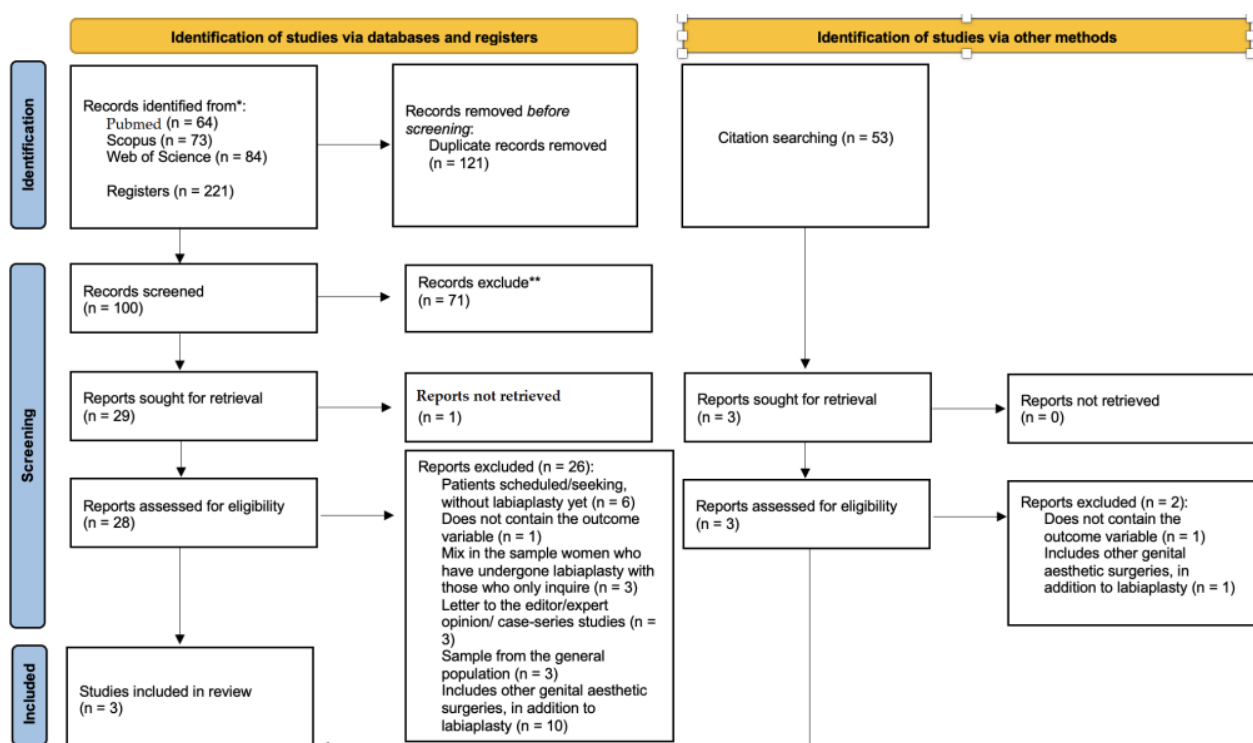 Identification of studies via databases and registers
Identification of studies via other methods
Identification
Records identified from*:
Pubmed (n = 64)
Scopus (n = 73)
Web of Science (n = 84)
Registers (n = 221)
Records removed before
screening:
Duplicate records removed
(n = 121)
Citation searching (n = 53)
Screening
Records screened
(n = 100)
Records exclude**
(n = 71)
Reports sought for retrieval
(n = 29)
Reports not retrieved
(n = 1)
Reports sought for retrieval
(n = 3)
Reports not retrieved
(n = 0)
Reports assessed for eligibility
(n = 28)
Reports excluded (n = 26):
Patients scheduled/seeking,
without labiaplasty yet (n = 6)
Does not contain the outcome
variable (n = 1)
Mix in the sample women who
have undergone labiaplasty with
those who only inquire (n = 3)
Letter to the editor/expert
opinion/ case-series studies (n =
3)
Sample from the general
population (n = 3)
Includes other genital aesthetic
surgeries, in addition to
labiaplasty (n = 10)
Reports assessed for eligibility
(n = 3)
Reports excluded (n = 2):
Does not contain the
outcome variable (n = 1)
Includes other genital
aesthetic surgeries, in
addition to labiaplasty (n = 1)
Included
Studies included in review
(n = 3)